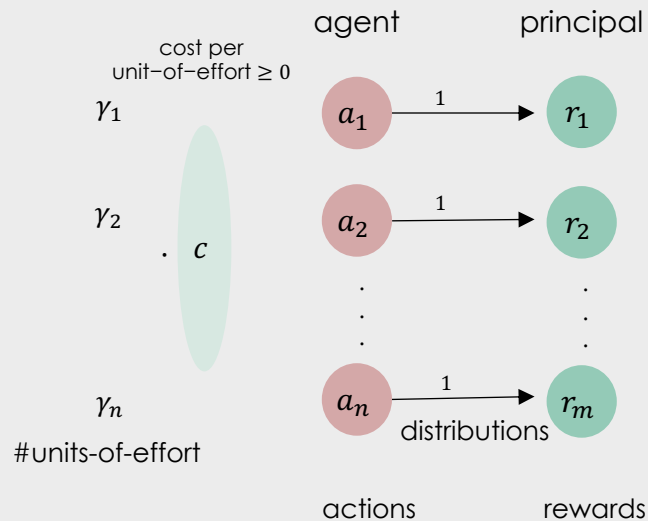 agent principal
cost per
unit−of−effort ≥ 0
γ₁ a₁ 1 r₁
γ₂ a₂ 1 r₂
· c
. .
. .
. .
γₙ aₙ 1 rₘ
distributions
#units-of-effort
actions rewards